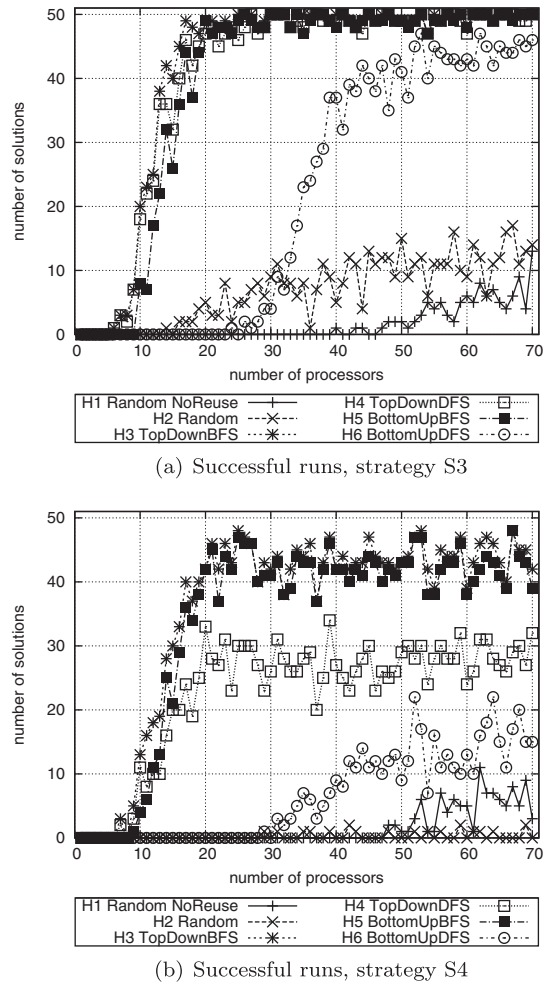 50
40
30
20
10
0
number of solutions
0 10 20 30 40 50 60 70
number of processors
H1 Random NoReuse H4 TopDownDFS
H2 Random H5 BottomUpBFS
H3 TopDownBFS H6 BottomUpDFS
(a) Successful runs, strategy S3
50
40
30
20
10
0
number of solutions
0 10 20 30 40 50 60 70
number of processors
H1 Random NoReuse H4 TopDownDFS
H2 Random H5 BottomUpBFS
H3 TopDownBFS H6 BottomUpDFS
(b) Successful runs, strategy S4